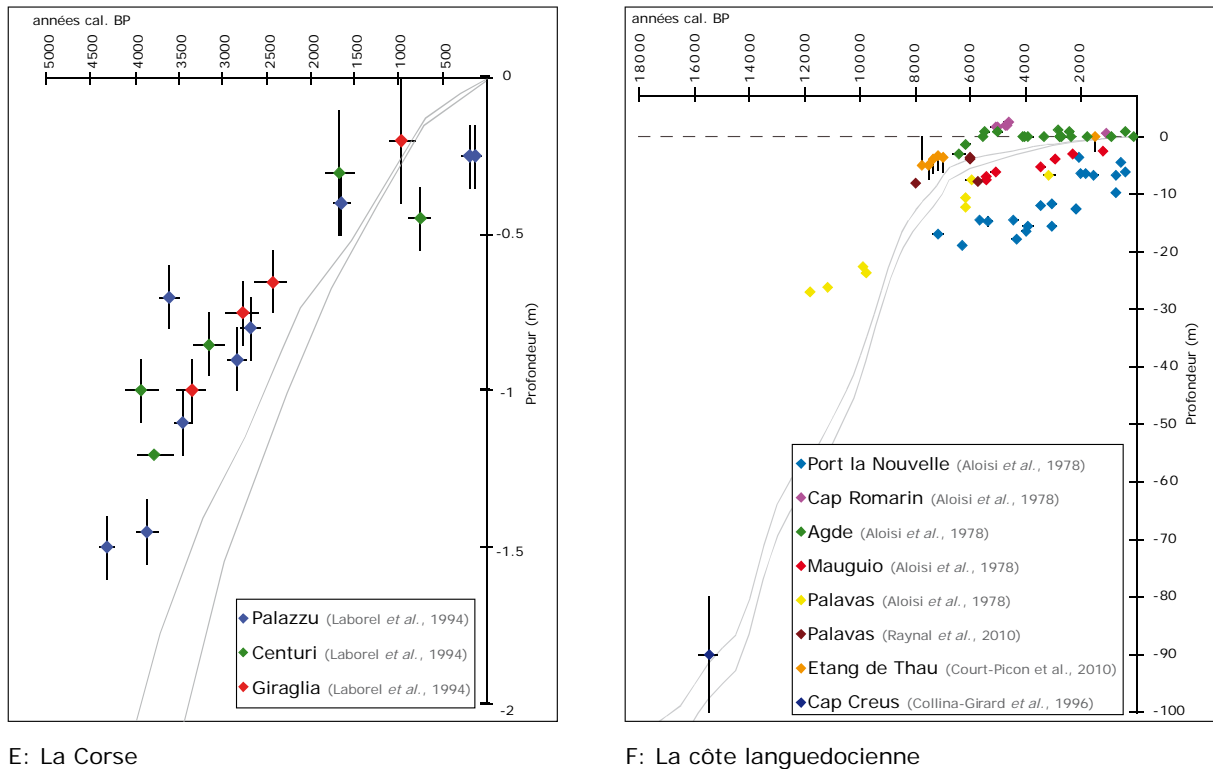 années cal. BP
5000
4500
4000
3500
3000
2500
2000
1500
1000
500
0
-0.5
-1
-1.5
-2
Profondeur (m)
Palazzu (Laborel et al., 1994)
Centuri (Laborel et al., 1994)
Giraglia (Laborel et al., 1994)
E: La Corse
années cal. BP
18000
16000
14000
12000
10000
8000
6000
4000
2000
0
-10
-20
-30
-40
-50
-60
-70
-80
-90
-100
Profondeur (m)
Port la Nouvelle (Aloisi et al., 1978)
Cap Romarin (Aloisi et al., 1978)
Agde (Aloisi et al., 1978)
Mauguio (Aloisi et al., 1978)
Palavas (Aloisi et al., 1978)
Palavas (Raynal et al. 2010)
Etang de Thau (Court-Picon et al., 2010)
Cap Creus (Collina-Girard et al., 1996)
F: La côte languedocienne